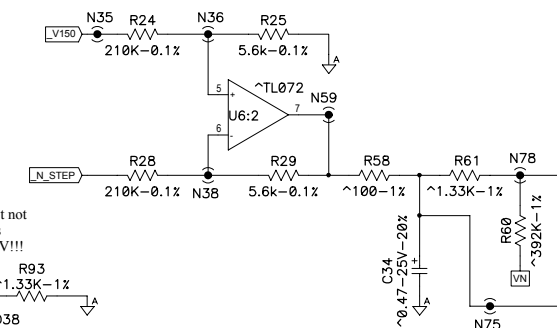 N35 R24 N36 R25
_V150
210K-0.1% 5.6k-0.1%
A
^TL072
5 + 7 N59
U6:2
6 -
R28 R29 R58 R61 N78
_N_STEP
210K-0.1% N38 5.6k-0.1% ^100-1% ^1.33K-1%
t not
s
V!!!
R60
^392K-1%
C34
^0.47-25V-20%
+
VN
R93
^1.33K-1%
A
A
N75